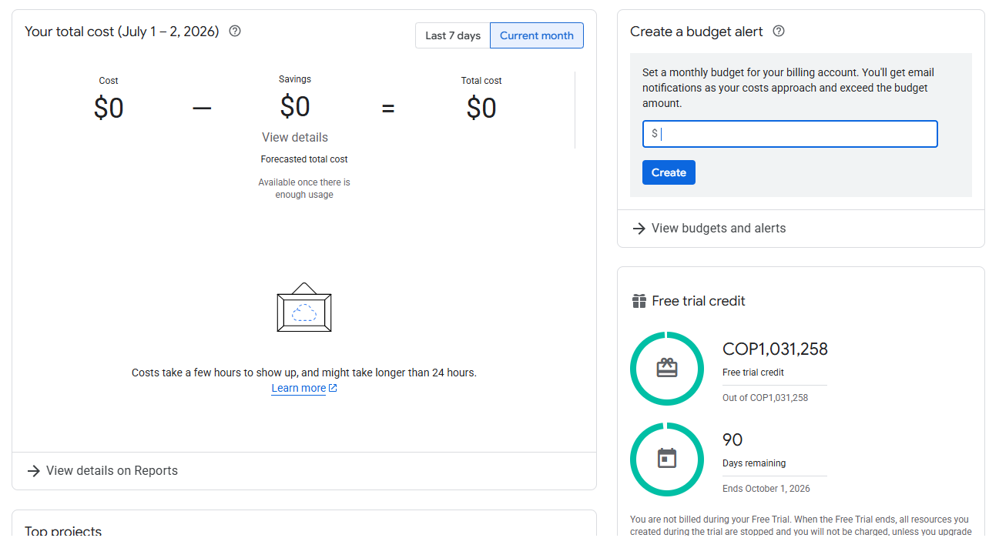 Your total cost (July 1 – 2, 2026)
Last 7 days
Current month
Cost
$0
—
Savings
$0
=
Total cost
$0
View details
Forecasted total cost
Available once there is
enough usage
Costs take a few hours to show up, and might take longer than 24 hours.
Learn more
View details on Reports
Top projects
Create a budget alert
Set a monthly budget for your billing account. You'll get email
notifications as your costs approach and exceed the budget
amount.
$
Create
View budgets and alerts
Free trial credit
COP1,031,258
Free trial credit
Out of COP1,031,258
90
Days remaining
Ends October 1, 2026
You are not billed during your Free Trial. When the Free Trial ends, all resources you
created during the trial are stopped and you will not be charged, unless you upgrade